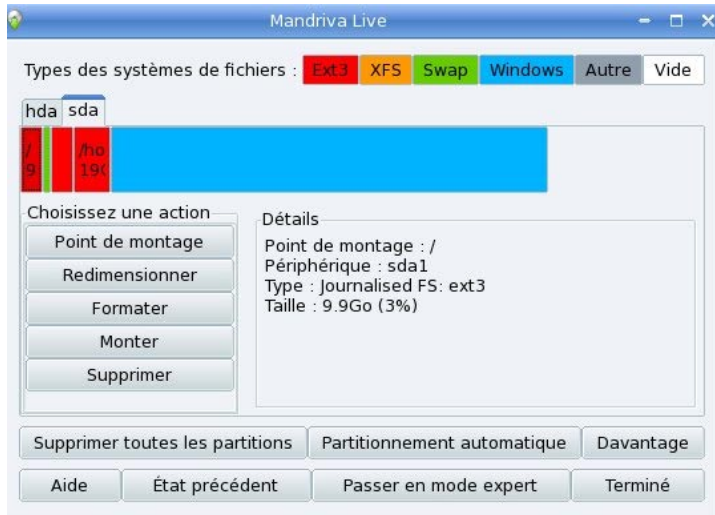 Mandriva Live
Types des systèmes de fichiers : Ext3 XFS Swap Windows Autre Vide
hda sda
/ /ho
9 19
Choisissez une action
Point de montage
Redimensionner
Formater
Monter
Supprimer
Détails
Point de montage : /
Périphérique : sda1
Type : Journalised FS: ext3
Taille : 9.9Go (3%)
Supprimer toutes les partitions Partitionnement automatique Davantage
Aide État précédent Passer en mode expert Terminé